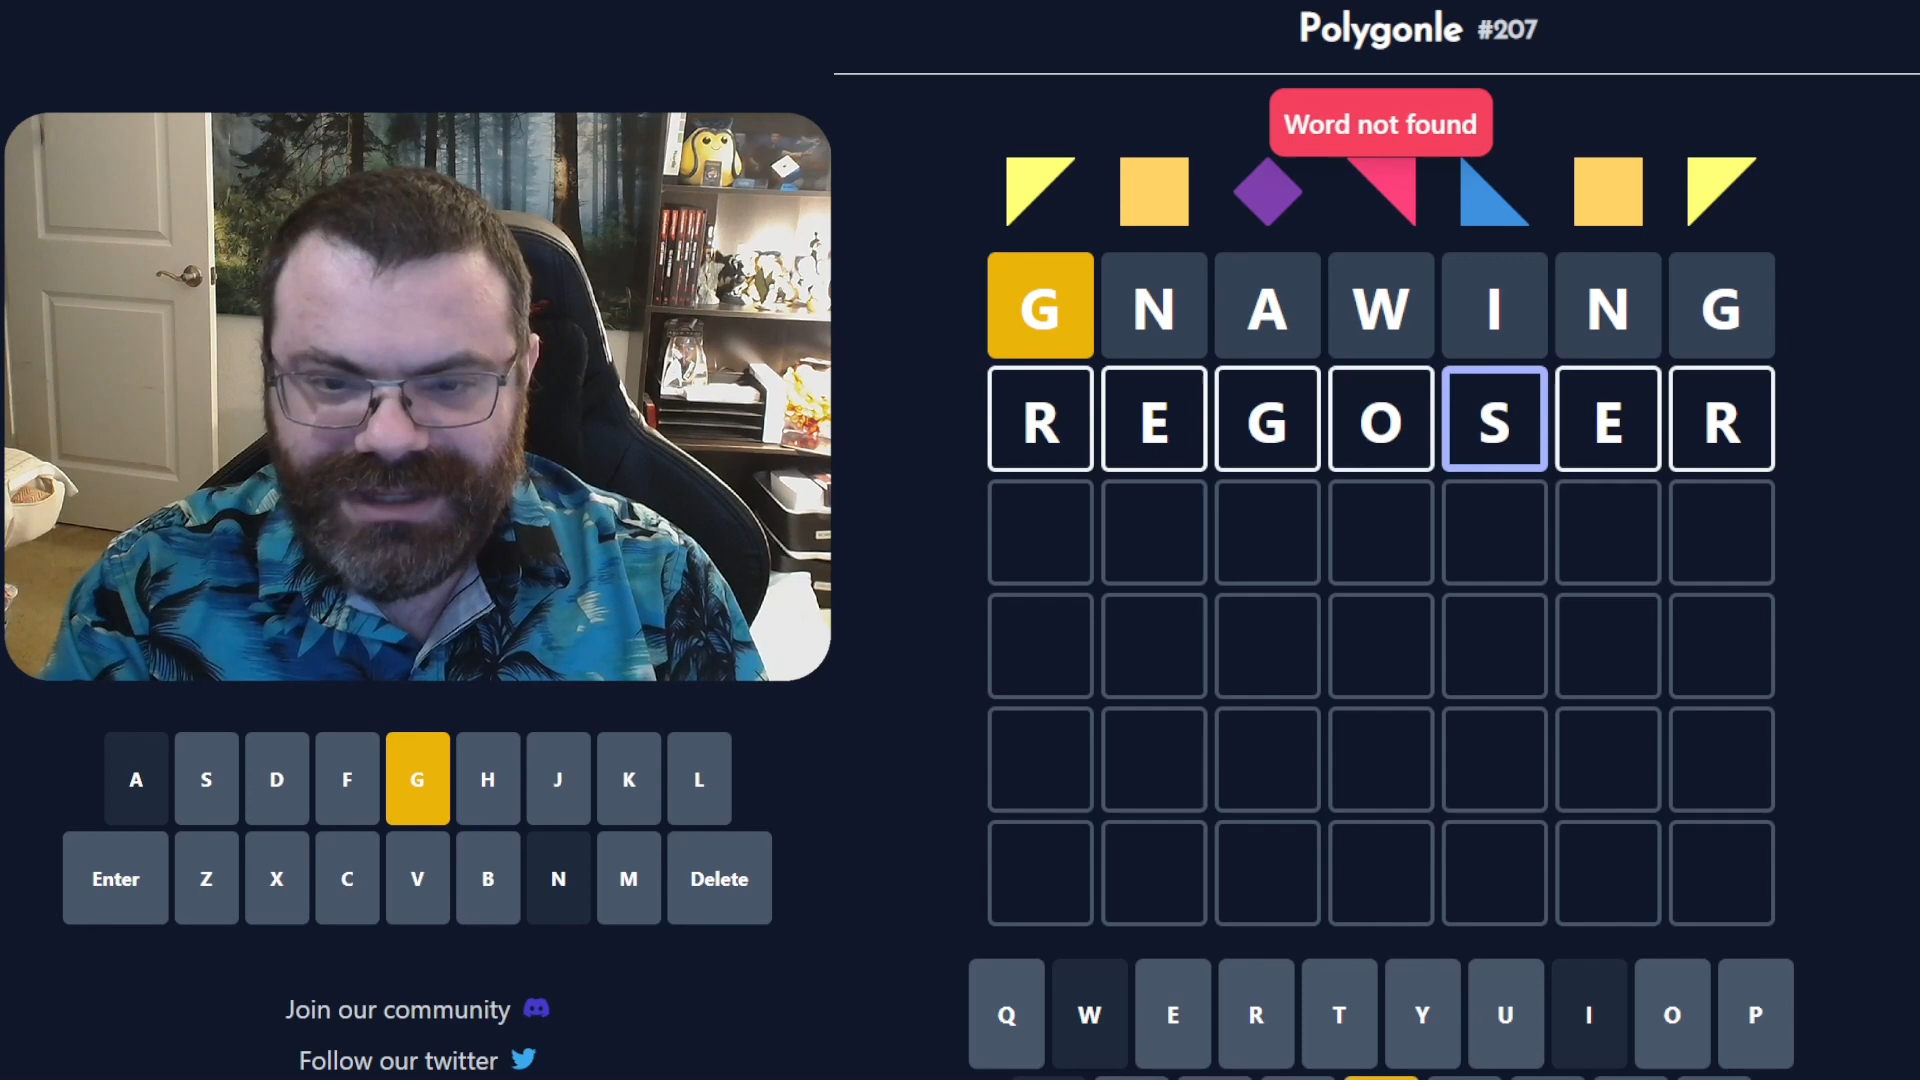 Polygonle #207
Word not found
G N A W I N G
R E G O S E R
A S D F G H J K L
Enter Z X C V B N M Delete
Join our community
Follow our twitter
Q W E R T Y U I O P